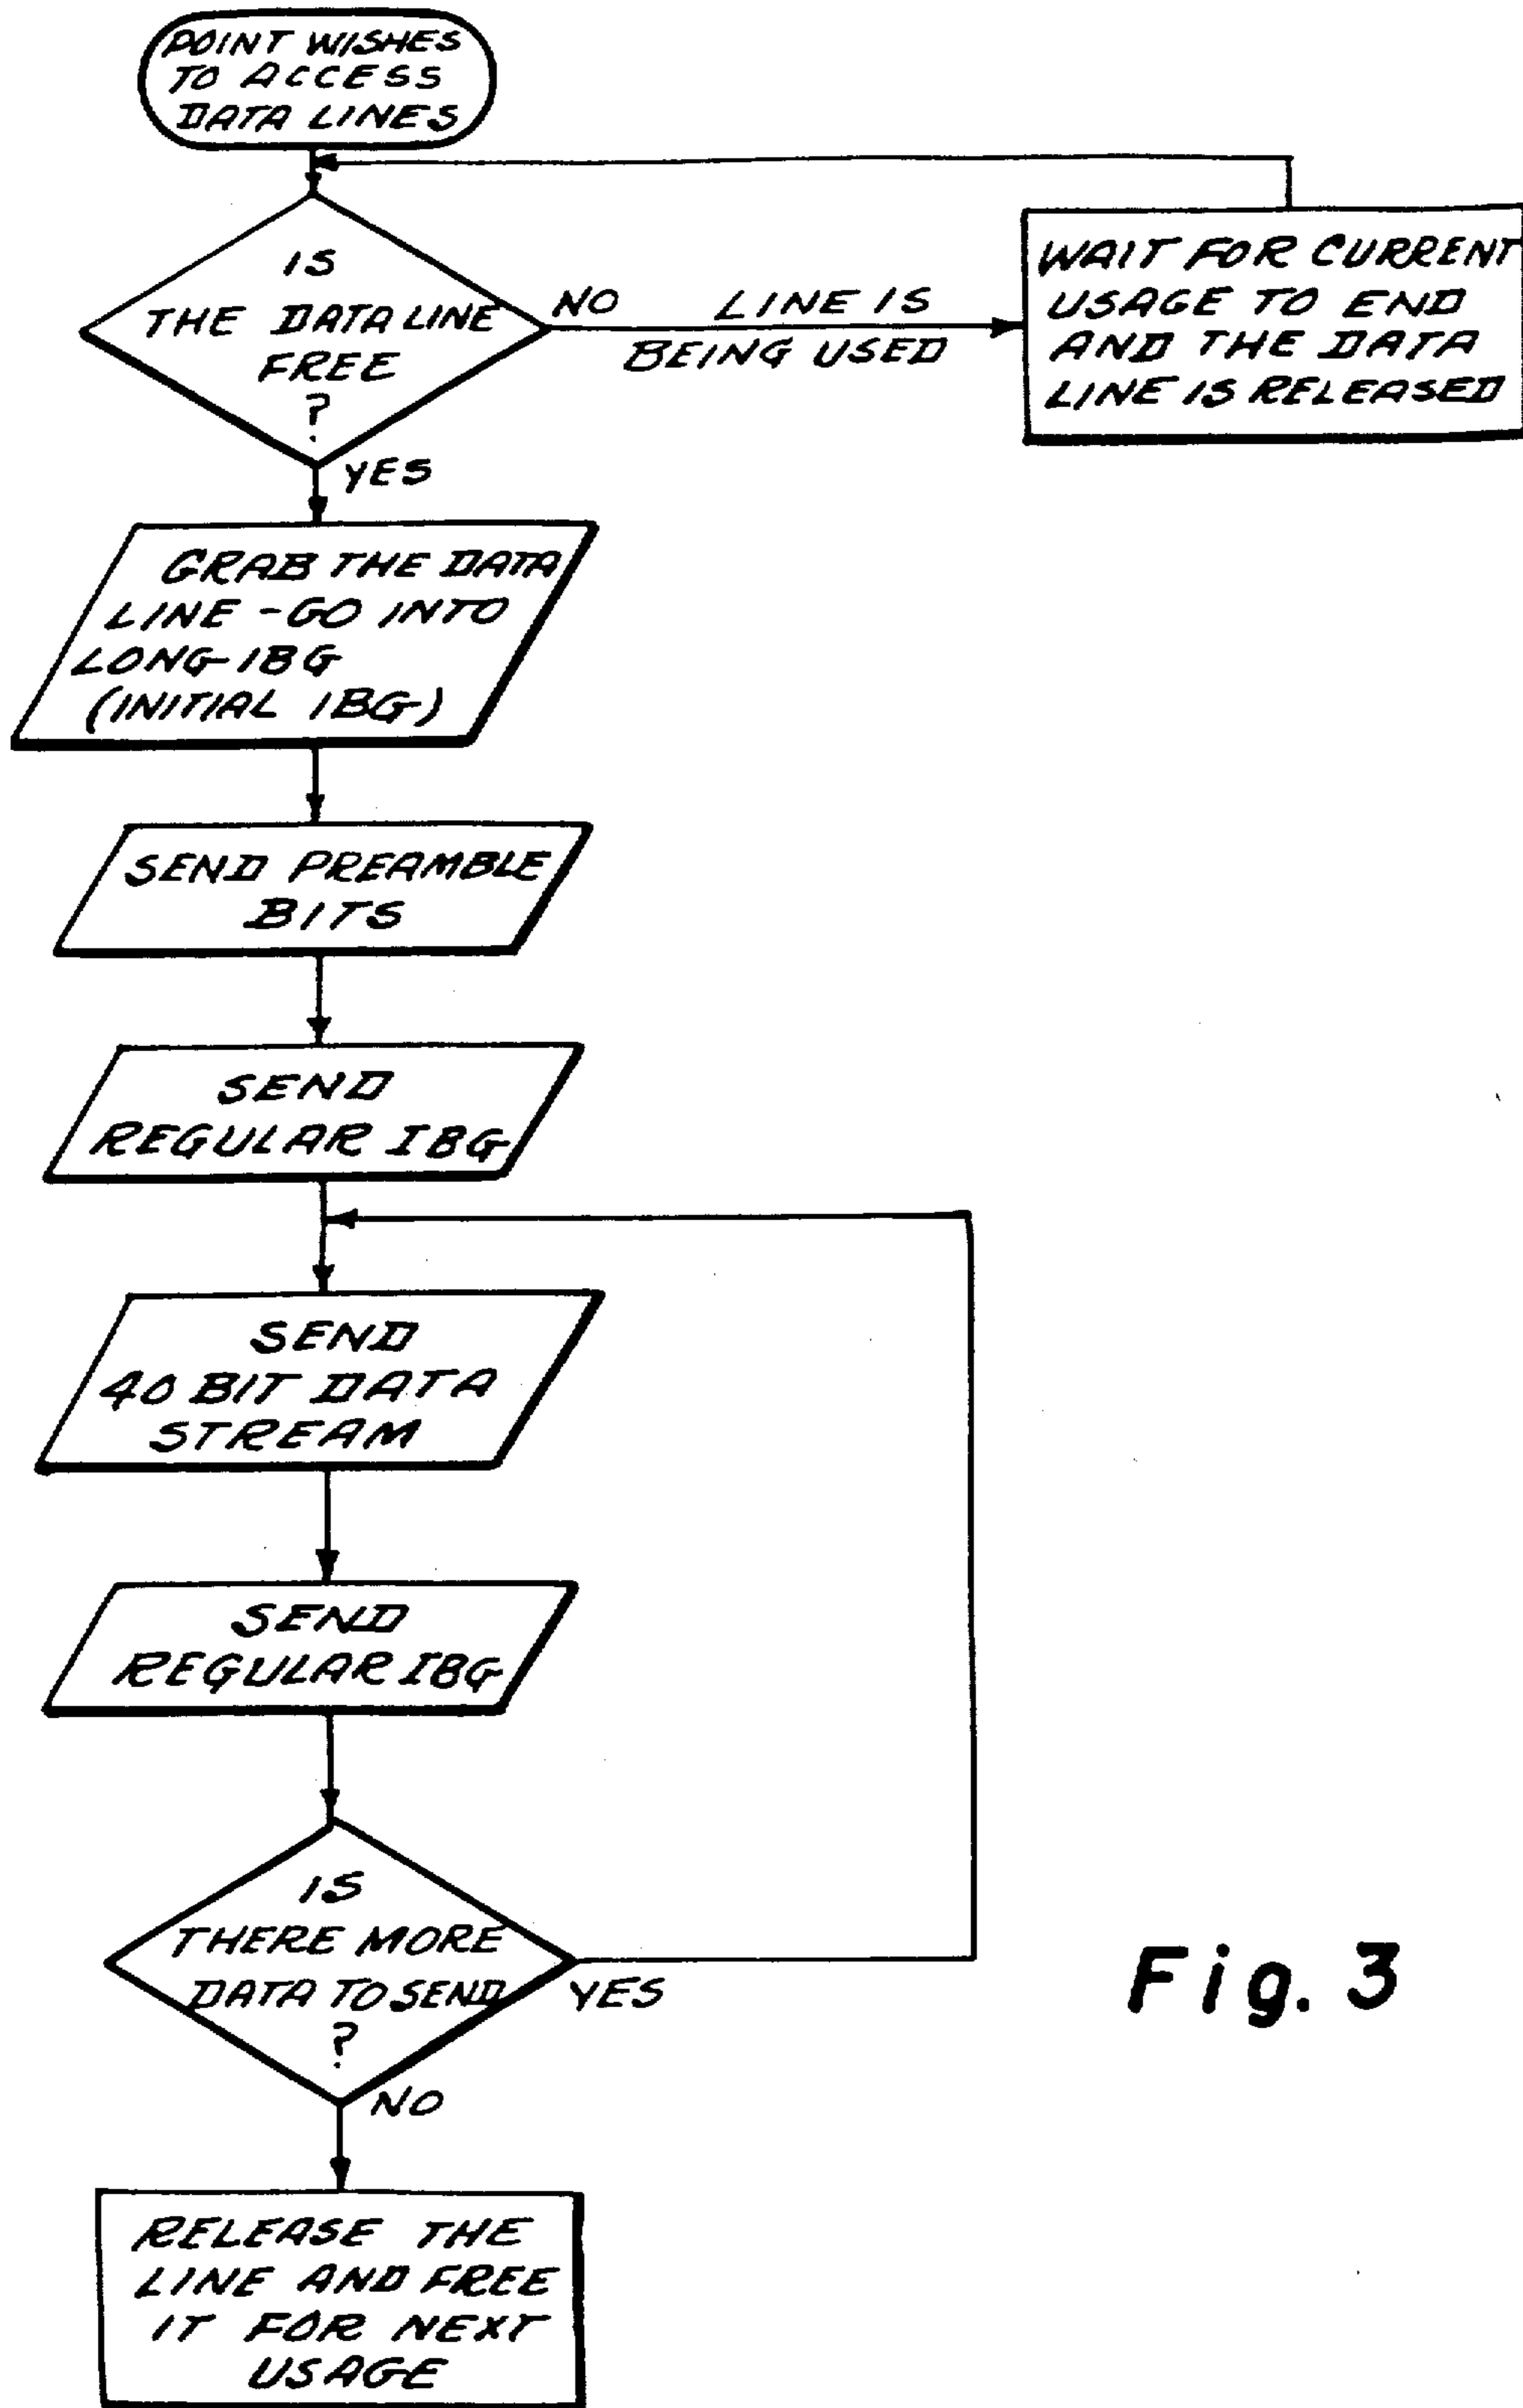 POINT WISHES
TO ACCESS
DATA LINES
IS
THE DATA LINE
FREE
?
NO LINE IS
BEING USED
WAIT FOR CURRENT
USAGE TO END
AND THE DATA
LINE IS RELEASED
YES
GRAB THE DATA
LINE - GO INTO
LONG IBG
(INITIAL IBG)
SEND PREAMBLE
BITS
SEND
REGULAR IBG
SEND
40 BIT DATA
STREAM
SEND
REGULAR IBG
IS
THERE MORE
DATA TO SEND
?
YES
NO
RELEASE THE
LINE AND FREE
IT FOR NEXT
USAGE
Fig. 3